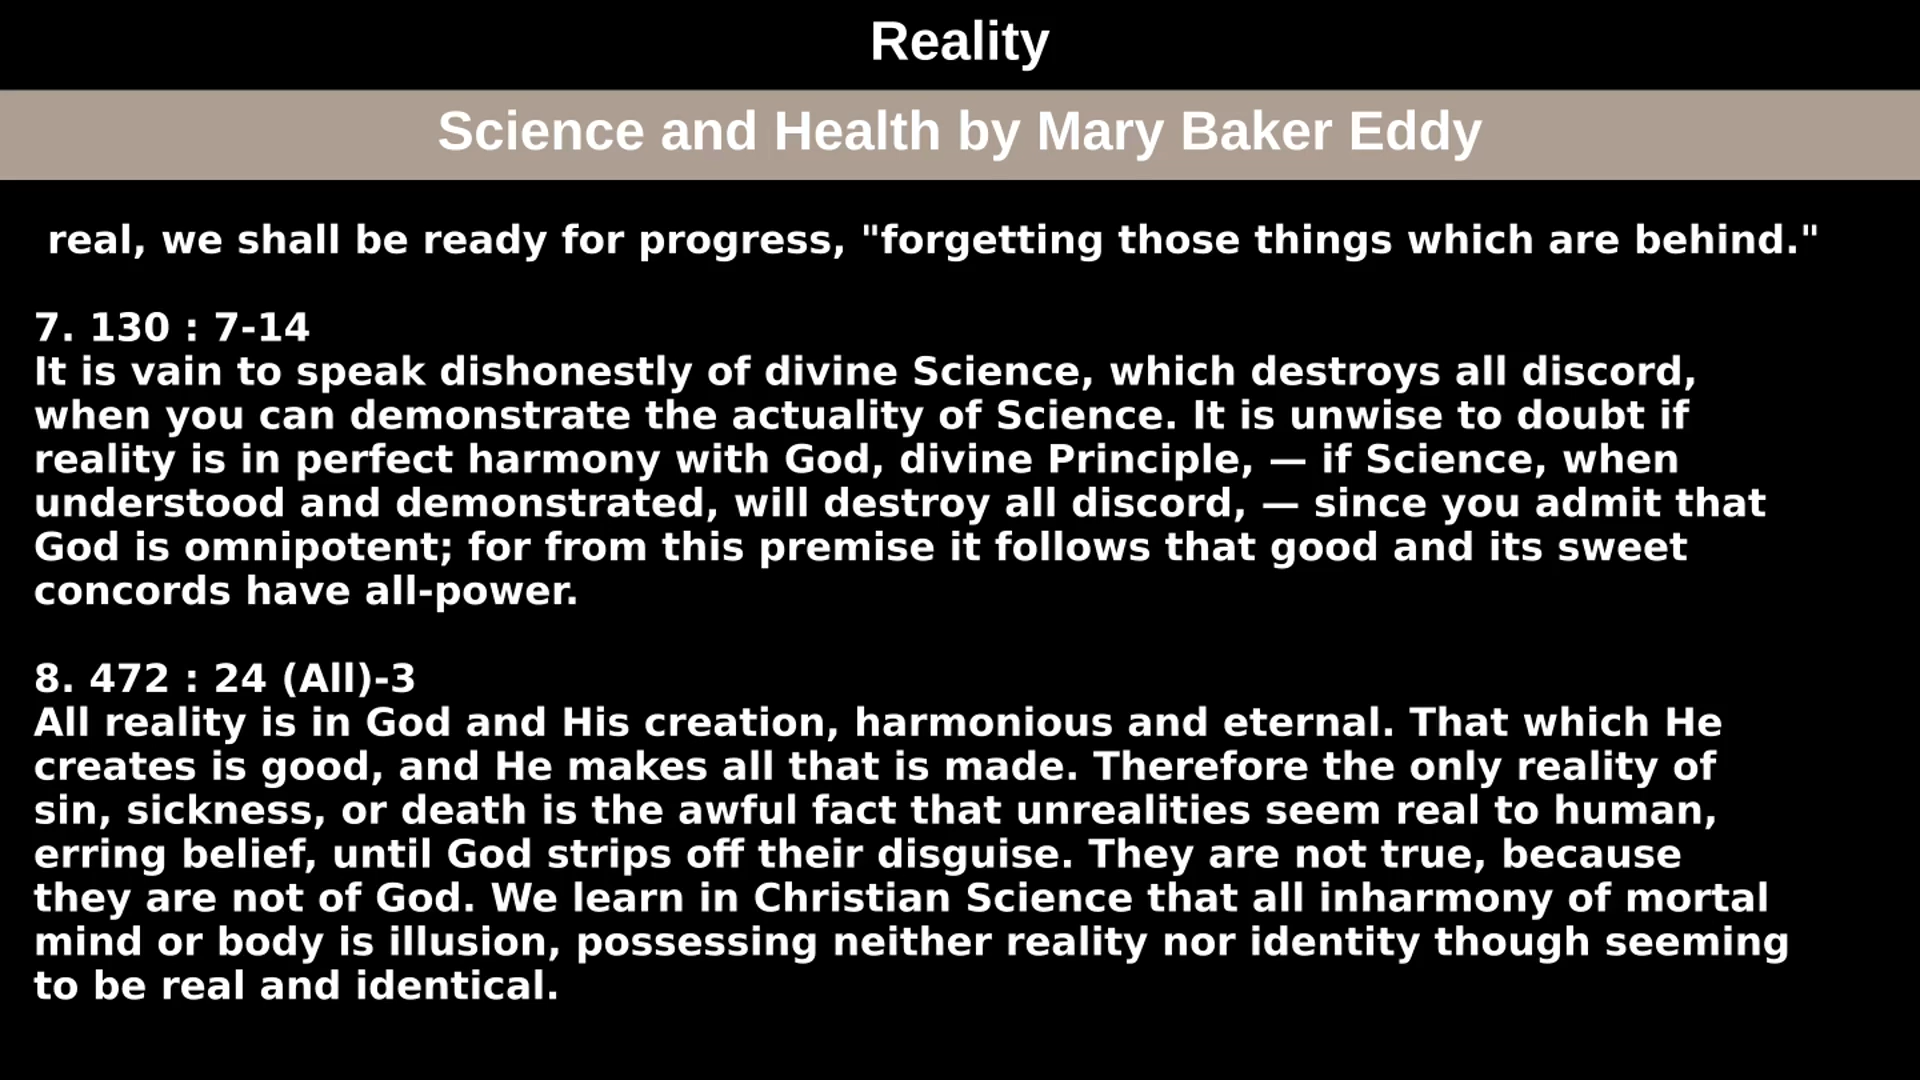 Reality
Science and Health by Mary Baker Eddy
real, we shall be ready for progress, "forgetting those things which are behind."
7. 130 : 7-14
It is vain to speak dishonestly of divine Science, which destroys all discord,
when you can demonstrate the actuality of Science. It is unwise to doubt if
reality is in perfect harmony with God, divine Principle, — if Science, when
understood and demonstrated, will destroy all discord, — since you admit that
God is omnipotent; for from this premise it follows that good and its sweet
concords have all-power.
8. 472 : 24 (All)-3
All reality is in God and His creation, harmonious and eternal. That which He
creates is good, and He makes all that is made. Therefore the only reality of
sin, sickness, or death is the awful fact that unrealities seem real to human,
erring belief, until God strips off their disguise. They are not true, because
they are not of God. We learn in Christian Science that all inharmony of mortal
mind or body is illusion, possessing neither reality nor identity though seeming
to be real and identical.